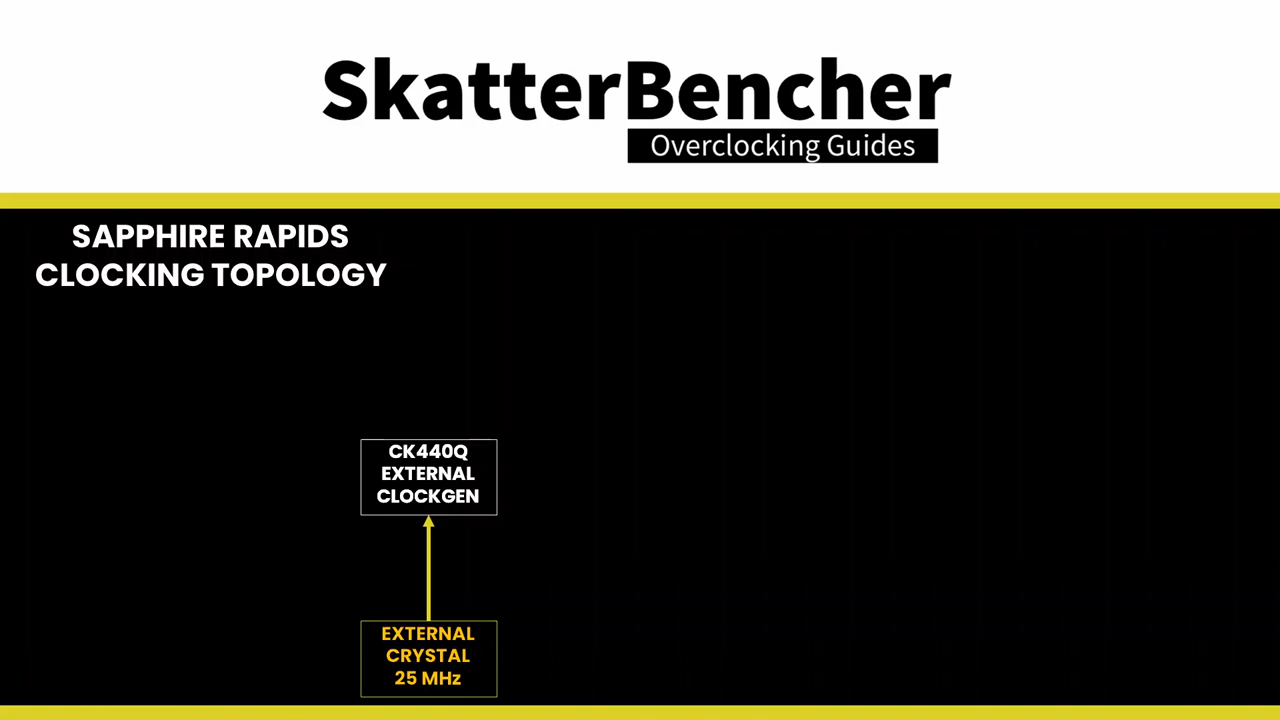 SkatterBencher
Overclocking Guides
SAPPHIRE RAPIDS
CLOCKING TOPOLOGY
CK440Q
EXTERNAL
CLOCKGEN
EXTERNAL
CRYSTAL
25 MHz